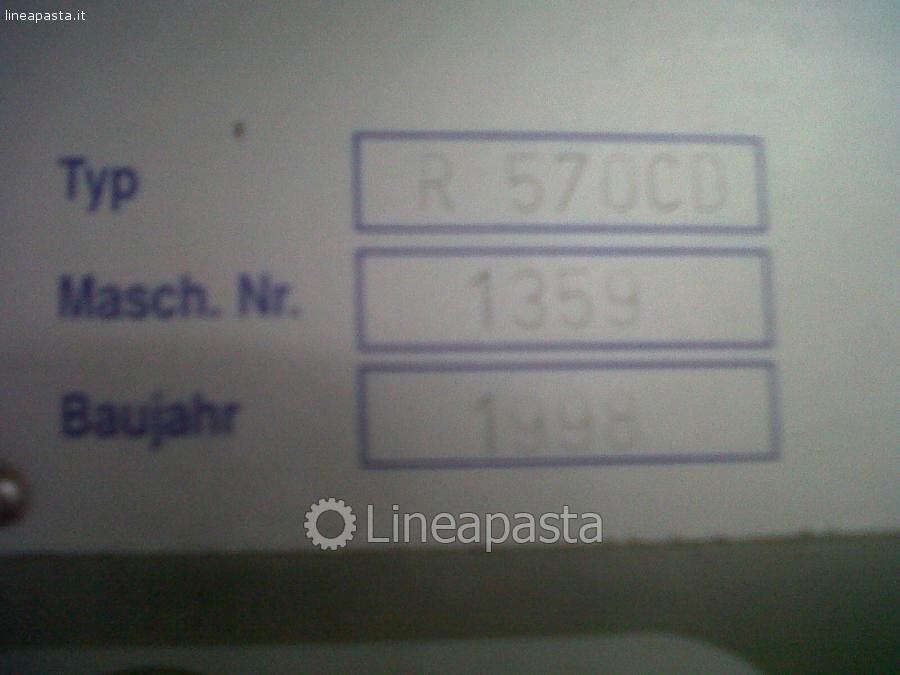 lineapasta.it
Typ R 570CD
Masch. Nr. 1359
Baujahr 1998
Lineapasta